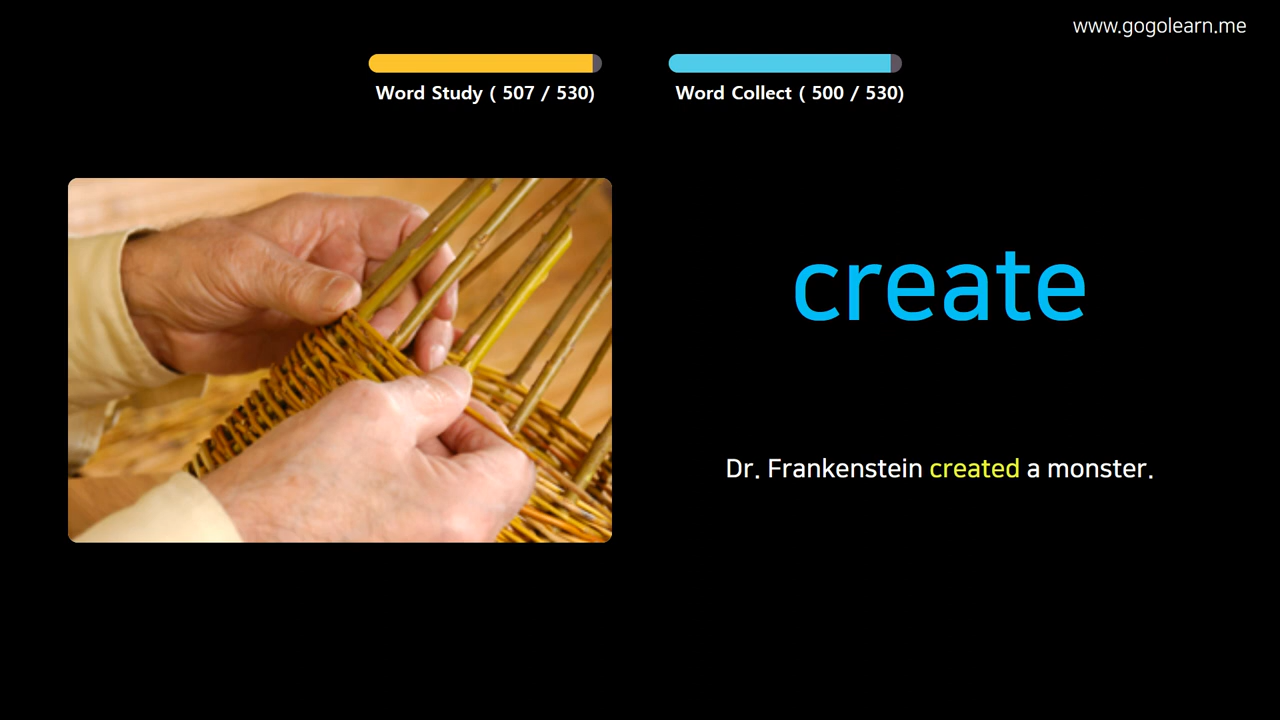 www.gogolearn.me
Word Study ( 507 / 530)
Word Collect ( 500 / 530)
create
Dr. Frankenstein created a monster.